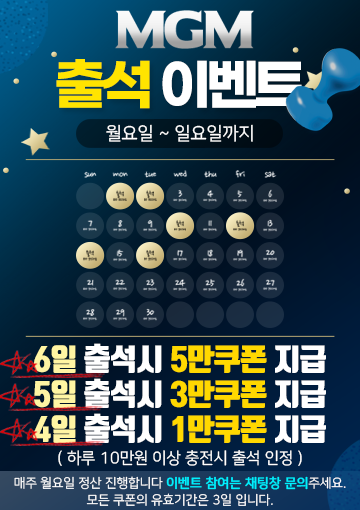 MGM
출석 이벤트
월요일 ~ 일요일까지
sun mon tue wed thu fri sat
3 4 5 6
7 8 9 11 13
15 17 18 19 20
21 22 23 24 25 26 27
28 29 30
6일 출석시 5만쿠폰 지급
5일 출석시 3만쿠폰 지급
4일 출석시 1만쿠폰 지급
( 하루 10만원 이상 충전시 출석 인정 )
매주 월요일 정산 진행합니다 이벤트 참여는 채팅창 문의주세요.
모든 쿠폰의 유효기간은 3일 입니다.